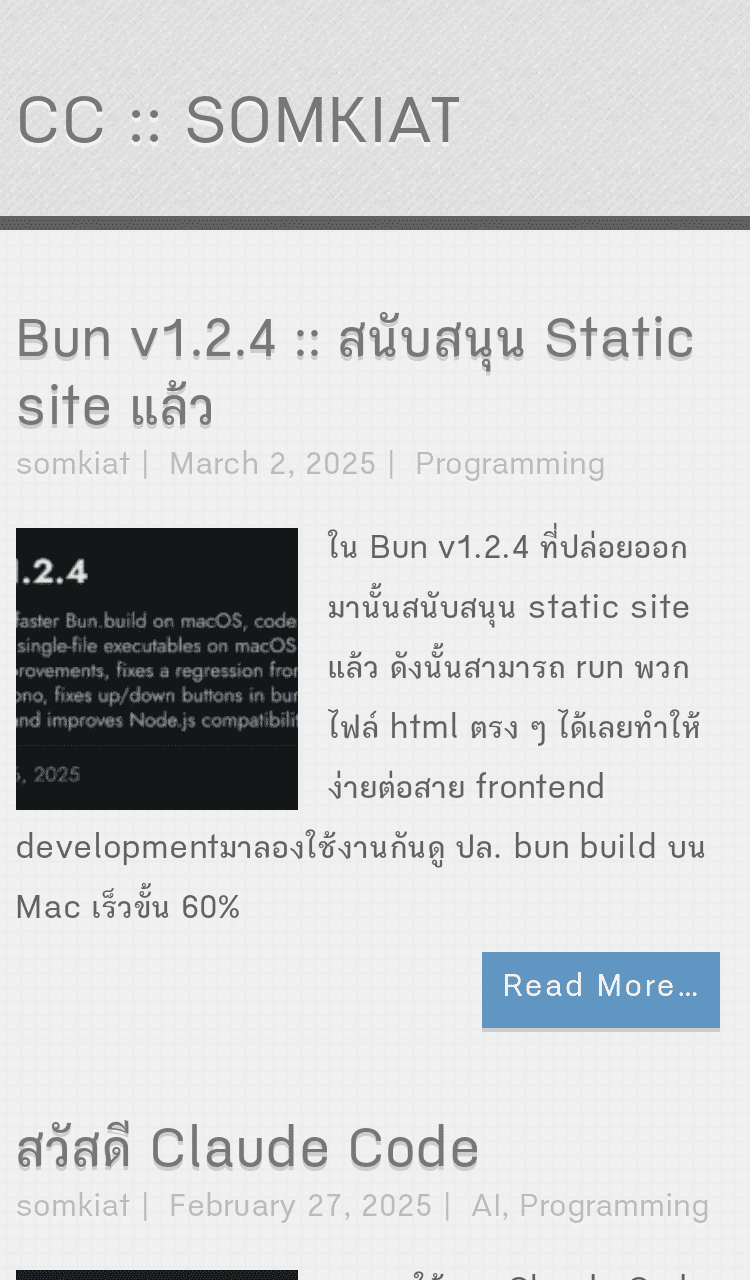 CC :: SOMKIAT
Bun v1.2.4 :: สนับสนุน Static
site แล้ว
somkiat | March 2, 2025 | Programming
.2.4
faster Bun.build on macOS, code
single-file executables on macOS
rovements, fixes a regression
ono, fixes up/down buttons in
nd improves Node.js
, 2025
ใน Bun v1.2.4 ที่ปล่อยออก
มานั้นสนับสนุน static site
แล้ว ดังนั้นสามารถ run พวก
ไฟล์ html ตรง ๆ ได้เลยทำให้
ง่ายต่อสาย frontend
developmentมาลองใช้งานกันดู ปล. bun build บน
Mac เร็วขึ้น 60%
Read More…
สวัสดี Claude Code
somkiat | February 27, 2025 | AI, Programming